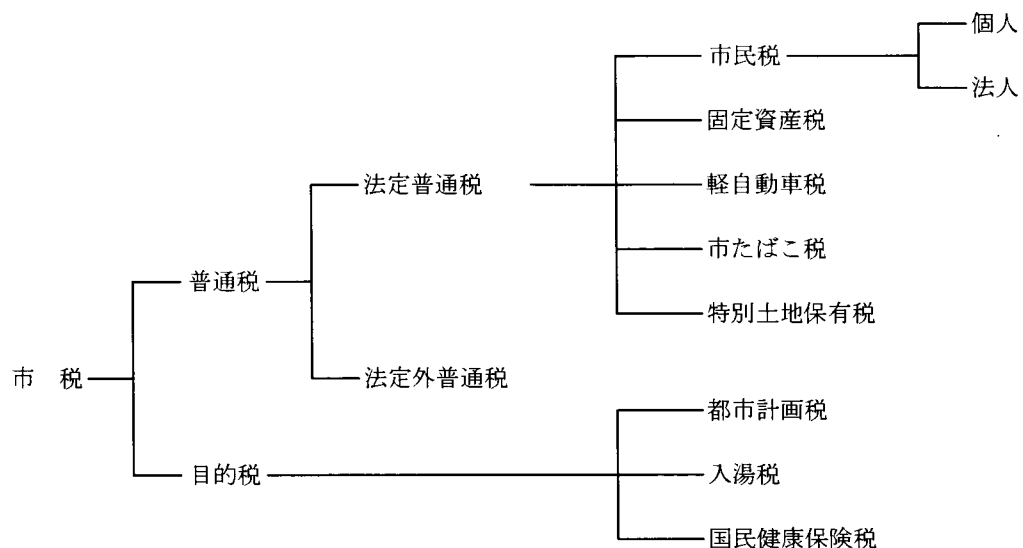 個人
市民税
法人
固定資産税
法定普通税
軽自動車税
市たばこ税
普通税
特別土地保有税
市 税
法定外普通税
都市計画税
目的税
入湯税
国民健康保険税